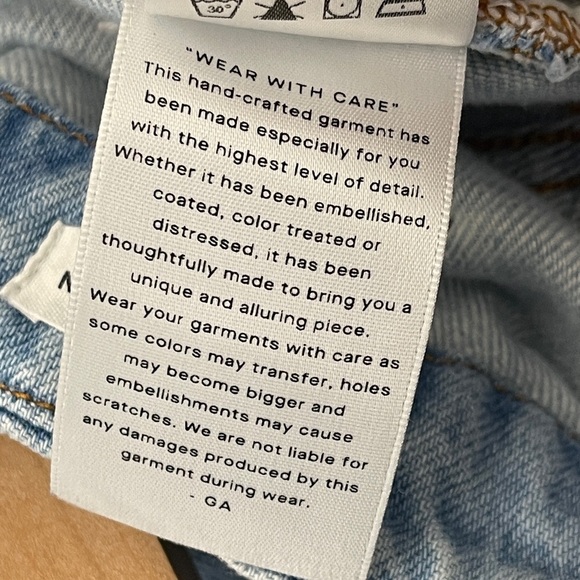 30°
"WEAR WITH CARE"
This hand-crafted garment has
been made especially for you
with the highest level of detail.
Whether it has been embellished,
coated, color treated or
distressed, it has been
thoughtfully made to bring you a
unique and alluring piece.
Wear your garments with care as
some colors may transfer, holes
may become bigger and
embellishments may cause
scratches. We are not liable for
any damages produced by this
garment during wear.
- GA